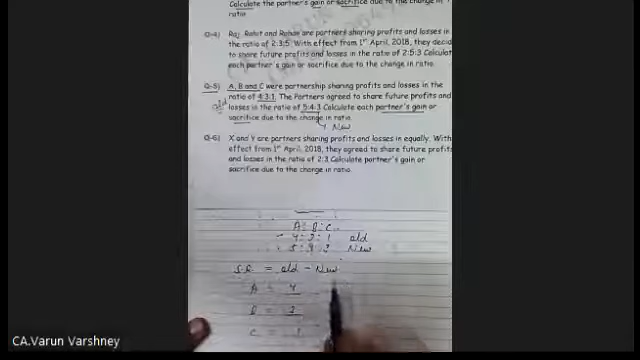 Calculate the partner's gain or sacrifice due to this change in
ratio
Q-4) Raj, Rohit and Rohan are partners sharing profits and losses in
the ratio of 2:3:5. With effect from 1st April, 2018, they decid
to share future profits and losses in the ratio of 2:5:3 Calculate
each partner's gain or sacrifice due to the change in ratio.
Q-5) A, B and C were partnership sharing profits and losses in the
old ratio of 4:3:1. The Partners agreed to share future profits and
losses in the ratio of 5:4:3 Calculate each partner's gain or
sacrifice due to the change in ratio.
New
Q-6) X and Y are partners sharing profits and losses in equally. With
effect from 1st April, 2018, they agreed to share future profits
and losses in the ratio of 2:3 Calculate partner's gain or
sacrifice due to the change in ratio.
A : B : C
4 : 3 : 1 old
5 : 4 : 3 New
S.R = old - New
A = 4
B = 3
C = 1
CA.Varun Varshney